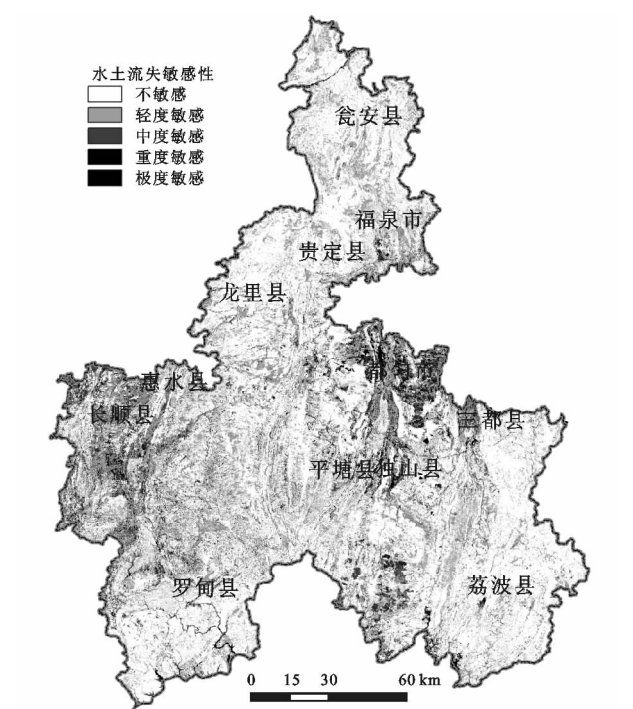 水土流失敏感性
不敏感
轻度敏感
中度敏感
重度敏感
极度敏感
瓮安县
福泉市
贵定县
龙里县
惠水县
长顺县
三都县
平塘县
独山县
罗甸县
荔波县
0 15 30 60 km